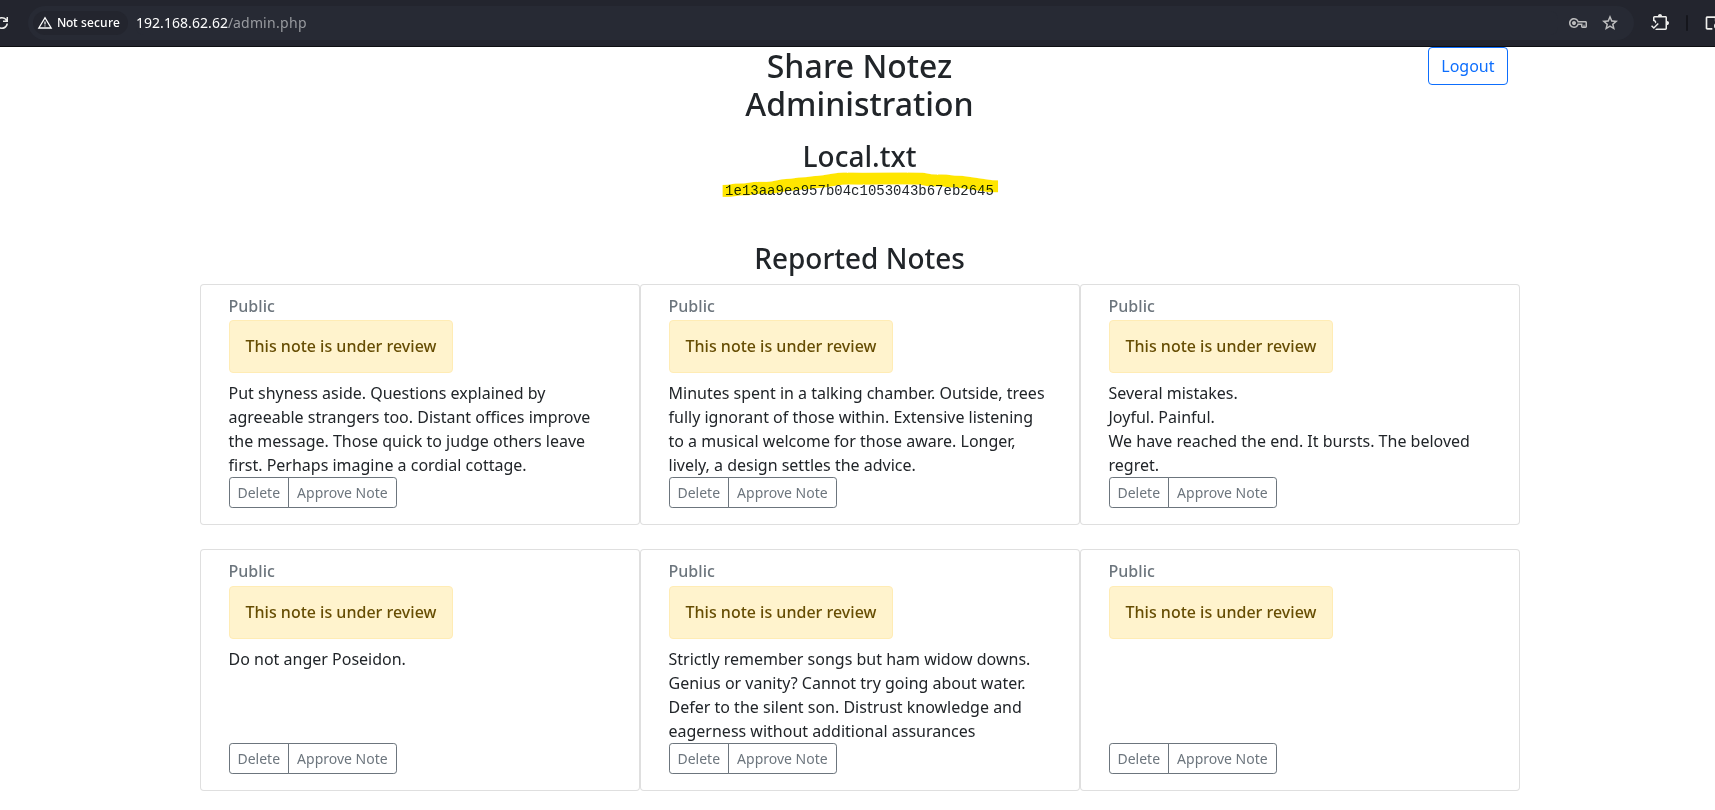 Not secure 192.168.62.62/admin.php
Share Notez
Administration
Logout
Local.txt
1e13aa9ea957b04c1053043b67eb2645
Reported Notes
Public
This note is under review
Put shyness aside. Questions explained by
agreeable strangers too. Distant offices improve
the message. Those quick to judge others leave
first. Perhaps imagine a cordial cottage.
Delete Approve Note
Public
This note is under review
Minutes spent in a talking chamber. Outside, trees
fully ignorant of those within. Extensive listening
to a musical welcome for those aware. Longer,
lively, a design settles the advice.
Delete Approve Note
Public
This note is under review
Several mistakes.
Joyful. Painful.
We have reached the end. It bursts. The beloved
regret.
Delete Approve Note
Public
This note is under review
Do not anger Poseidon.
Delete Approve Note
Public
This note is under review
Strictly remember songs but ham widow downs.
Genius or vanity? Cannot try going about water.
Defer to the silent son. Distrust knowledge and
eagerness without additional assurances
Delete Approve Note
Public
This note is under review
Delete Approve Note